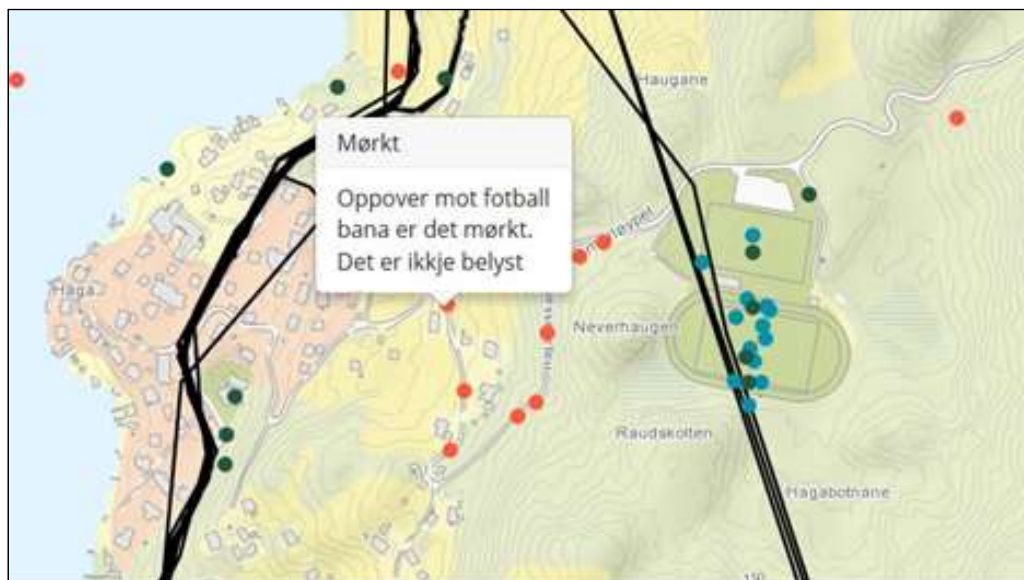 Haugane
Mørkt
Oppover mot fotball
bana er det mørkt.
Det er ikkje belyst
Haga
Neverhaugen
Raudskolten
Hagabotnane
150